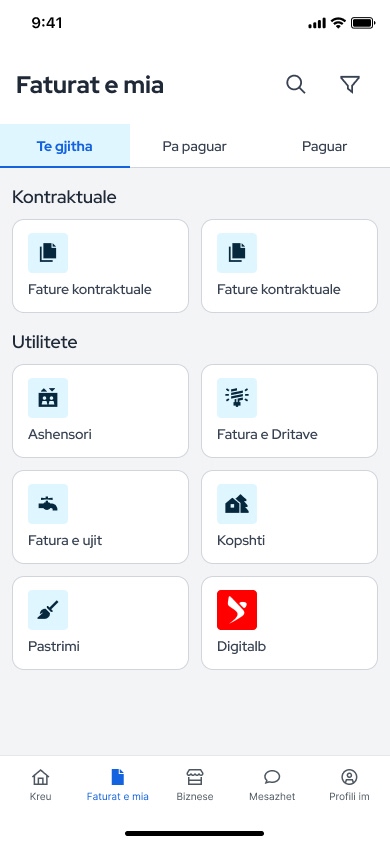 9:41
Faturat e mia
Te gjitha
Pa paguar
Paguar
Kontraktuale
Fature kontraktuale
Fature kontraktuale
Utilitete
Ashensori
Fatura e Dritave
Fatura e ujit
Kopshti
Pastrimi
Digitalb
Kreu
Faturat e mia
Biznese
Mesazhet
Profili im